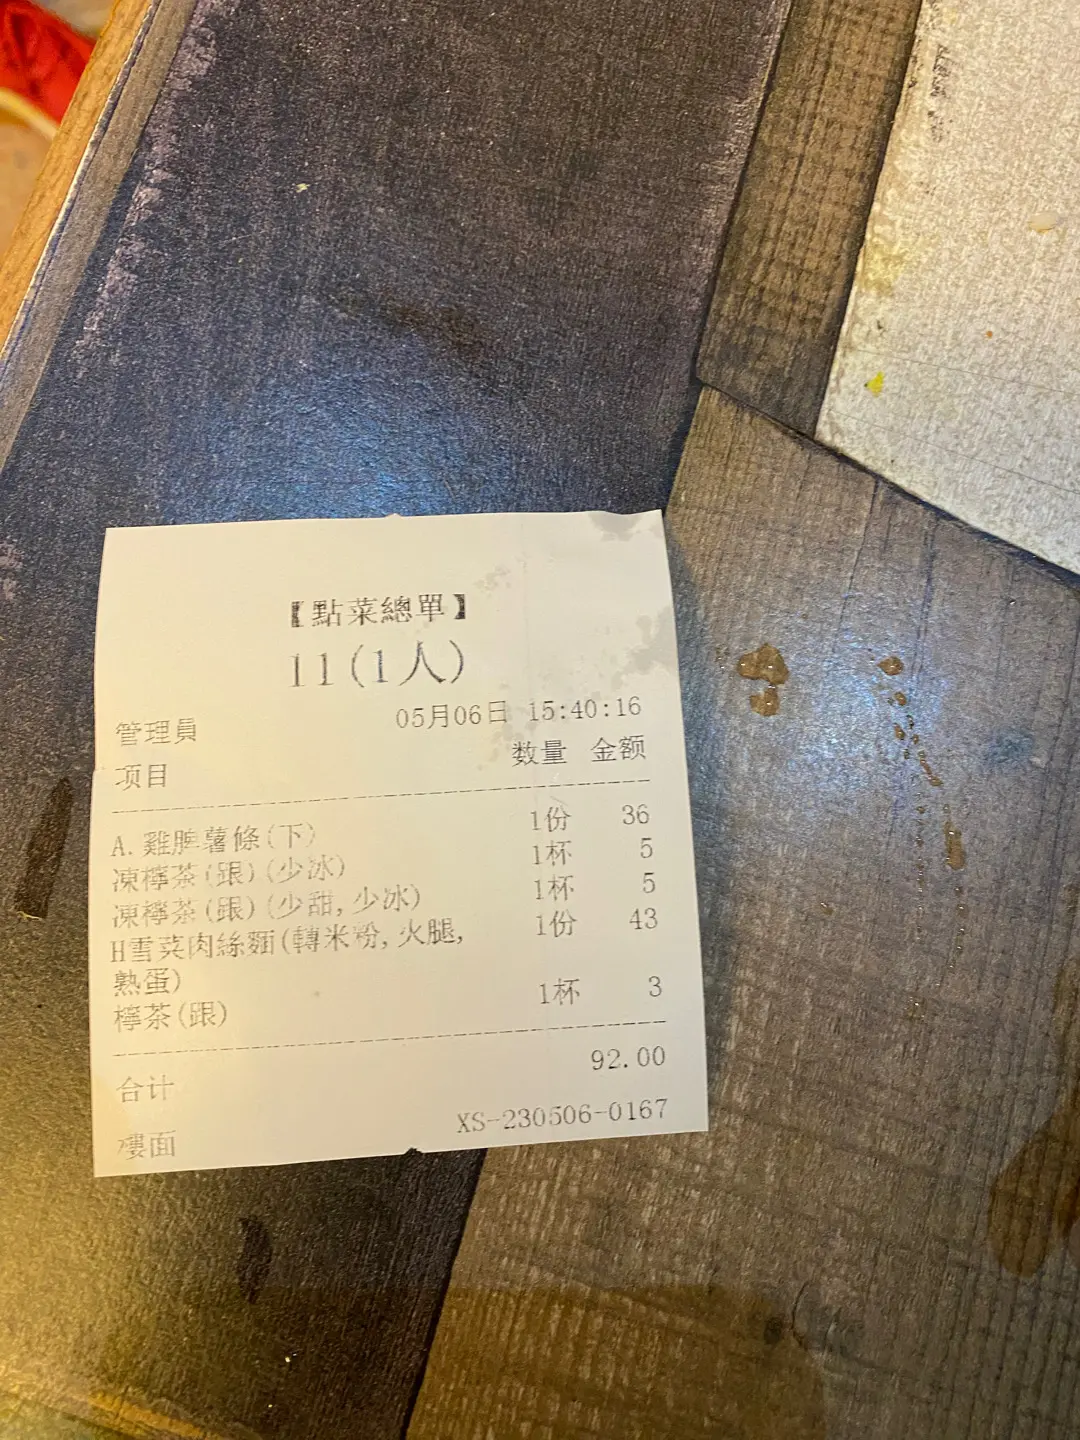 【點菜總單】
11(1人)
管理員 05月06日 15:40:16
项目 数量 金额
A.雞脾薯條(下) 1份 36
凍檸茶(跟)(少冰) 1杯 5
凍檸茶(跟)(少甜,少冰) 1杯 5
H雪菜肉絲麵(轉米粉,火腿, 1份 43
熟蛋)
檸茶(跟) 1杯 3
合计 92.00
樓面 XS-230506-0167